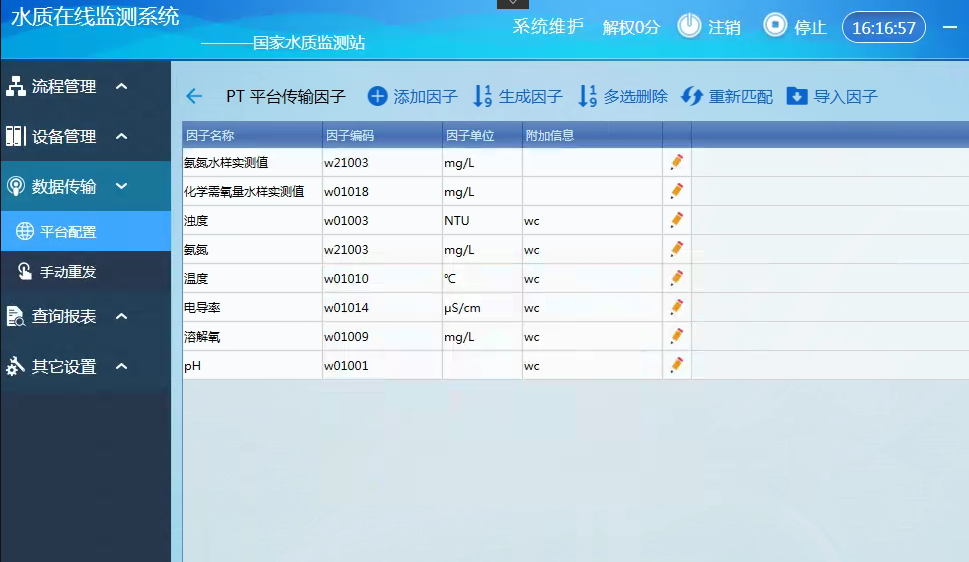 水质在线监测系统
———国家水质监测站
系统维护 解权0分 注销 停止 16:16:57
流程管理
设备管理
数据传输
平台配置
手动重发
查询报表
其它设置
PT 平台传输因子 添加因子 生成因子 多选删除 重新匹配 导入因子
因子名称 因子编码 因子单位 附加信息
氨氮水样实测值 w21003 mg/L
化学需氧量水样实测值 w01018 mg/L
浊度 w01003 NTU wc
氨氮 w21003 mg/L wc
温度 w01010 ℃ wc
电导率 w01014 μS/cm wc
溶解氧 w01009 mg/L wc
pH w01001 wc